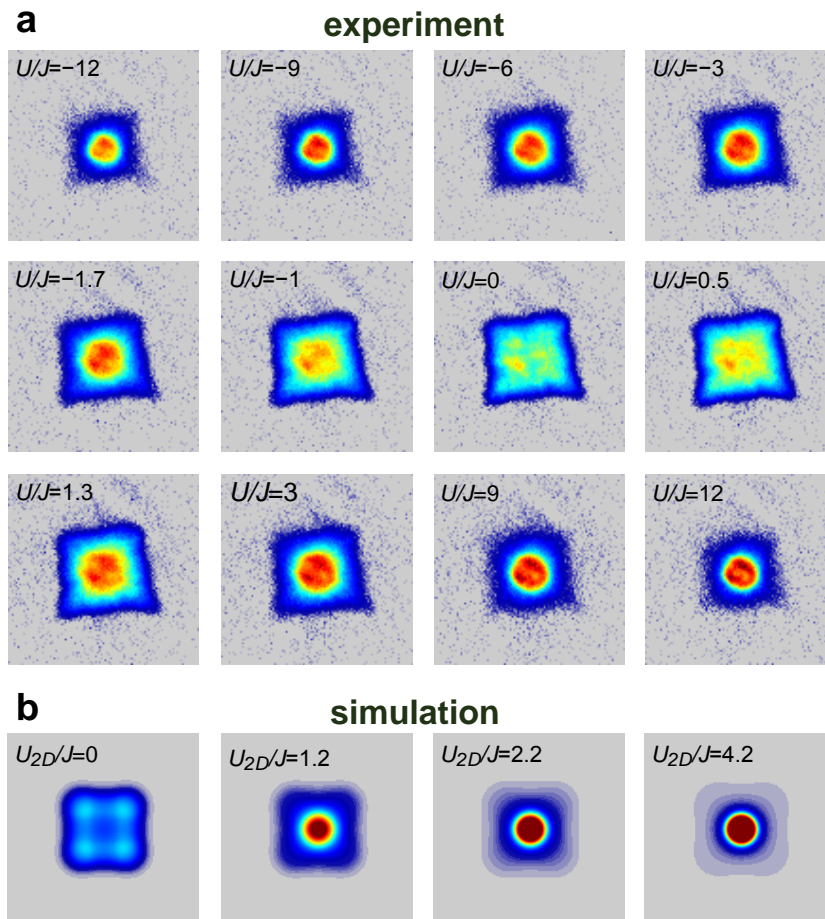 a
experiment
U/J=−12
U/J=−9
U/J=−6
U/J=−3
U/J=−1.7
U/J=−1
U/J=0
U/J=0.5
U/J=1.3
U/J=3
U/J=9
U/J=12
b
simulation
U2D/J=0
U2D/J=1.2
U2D/J=2.2
U2D/J=4.2